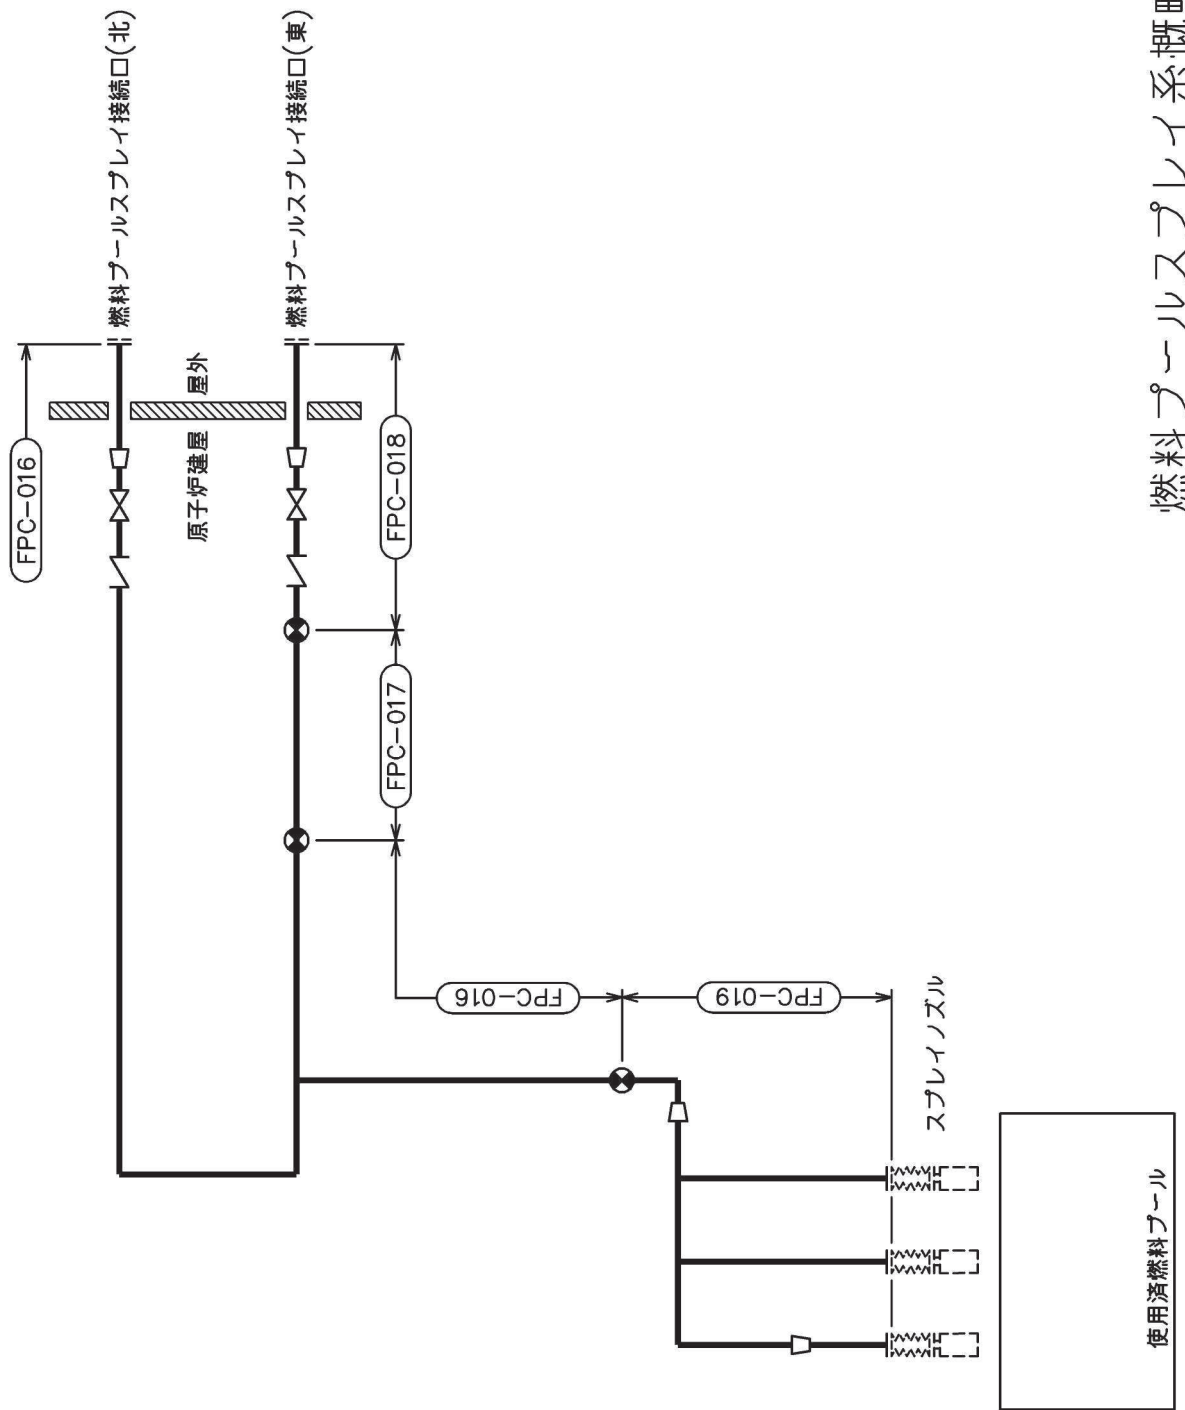 燃料プールスプレイ接続口(北)
燃料プールスプレイ接続口(東)
FPC-016
屋外
原子炉建屋
FPC-018
FPC-017
FPC-016
FPC-019
スプレイノズル
使用済燃料プール
燃料プールスプレイ系概